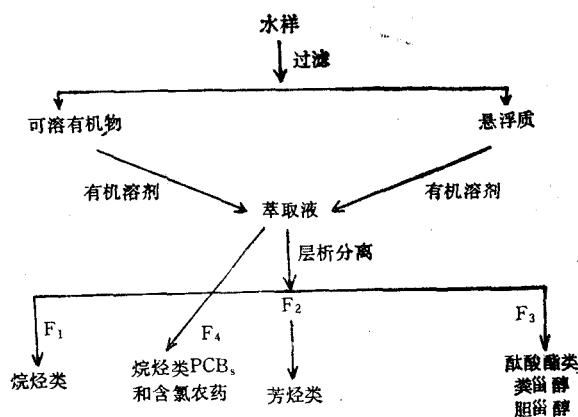 水样
过滤
可溶有机物
悬浮质
有机溶剂
有机溶剂
萃取液
层析分离
F₁
F₄
F₂
F₃
烷烃类
烷烃类PCBₛ
和含氯农药
芳烃类
酞酸酯类
粪甾醇
胆甾醇